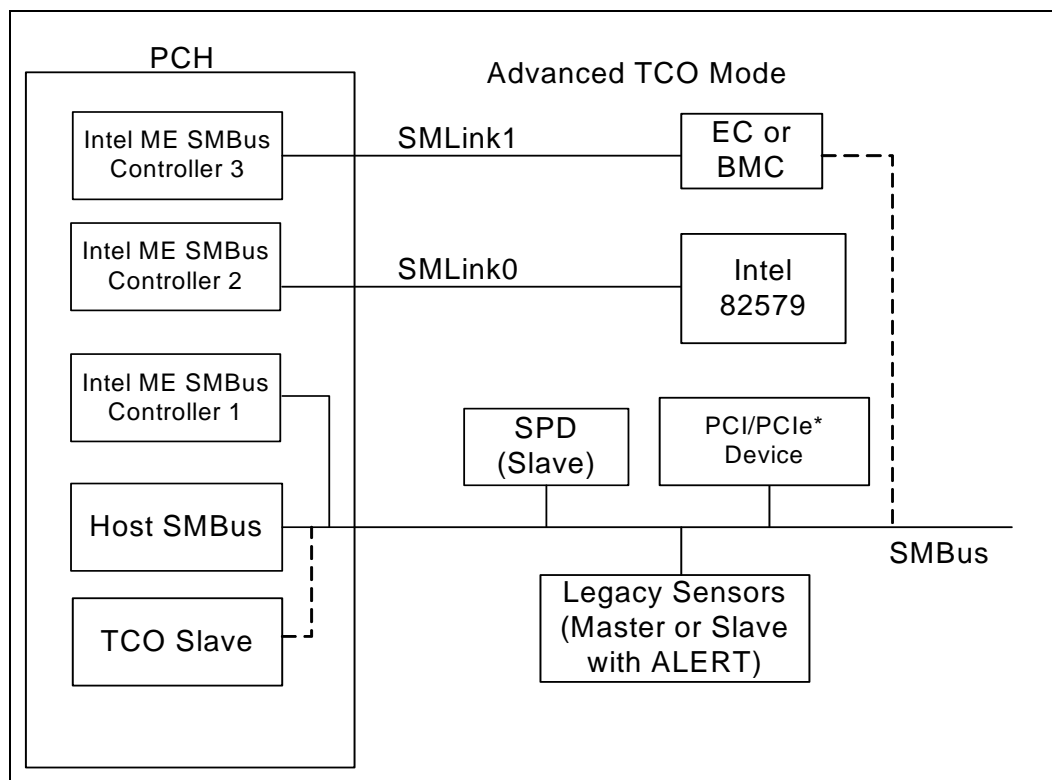 PCH
Advanced TCO Mode
Intel ME SMBus
Controller 3
SMLink1
EC or
BMC
Intel ME SMBus
Controller 2
SMLink0
Intel
82579
Intel ME SMBus
Controller 1
SPD
(Slave)
PCI/PCIe*
Device
Host SMBus
SMBus
TCO Slave
Legacy Sensors
(Master or Slave
with ALERT)